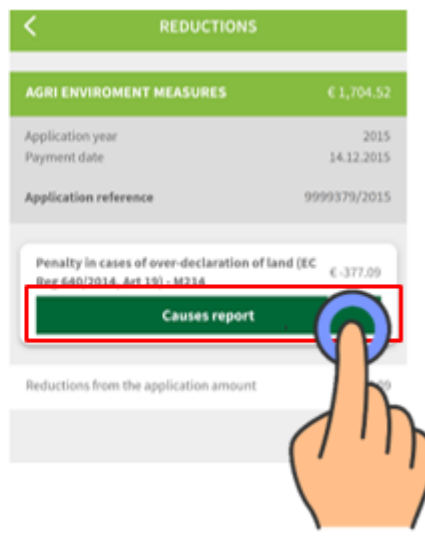 REDUCTIONS
AGRI ENVIROMENT MEASURES € 1,704.52
Application year 2015
Payment date 14.12.2015
Application reference 9999379/2015
Penalty in cases of over-declaration of land (EC € -377.09
Reg 640/2014, Art 19) - M214
Causes report
Reductions from the application amount